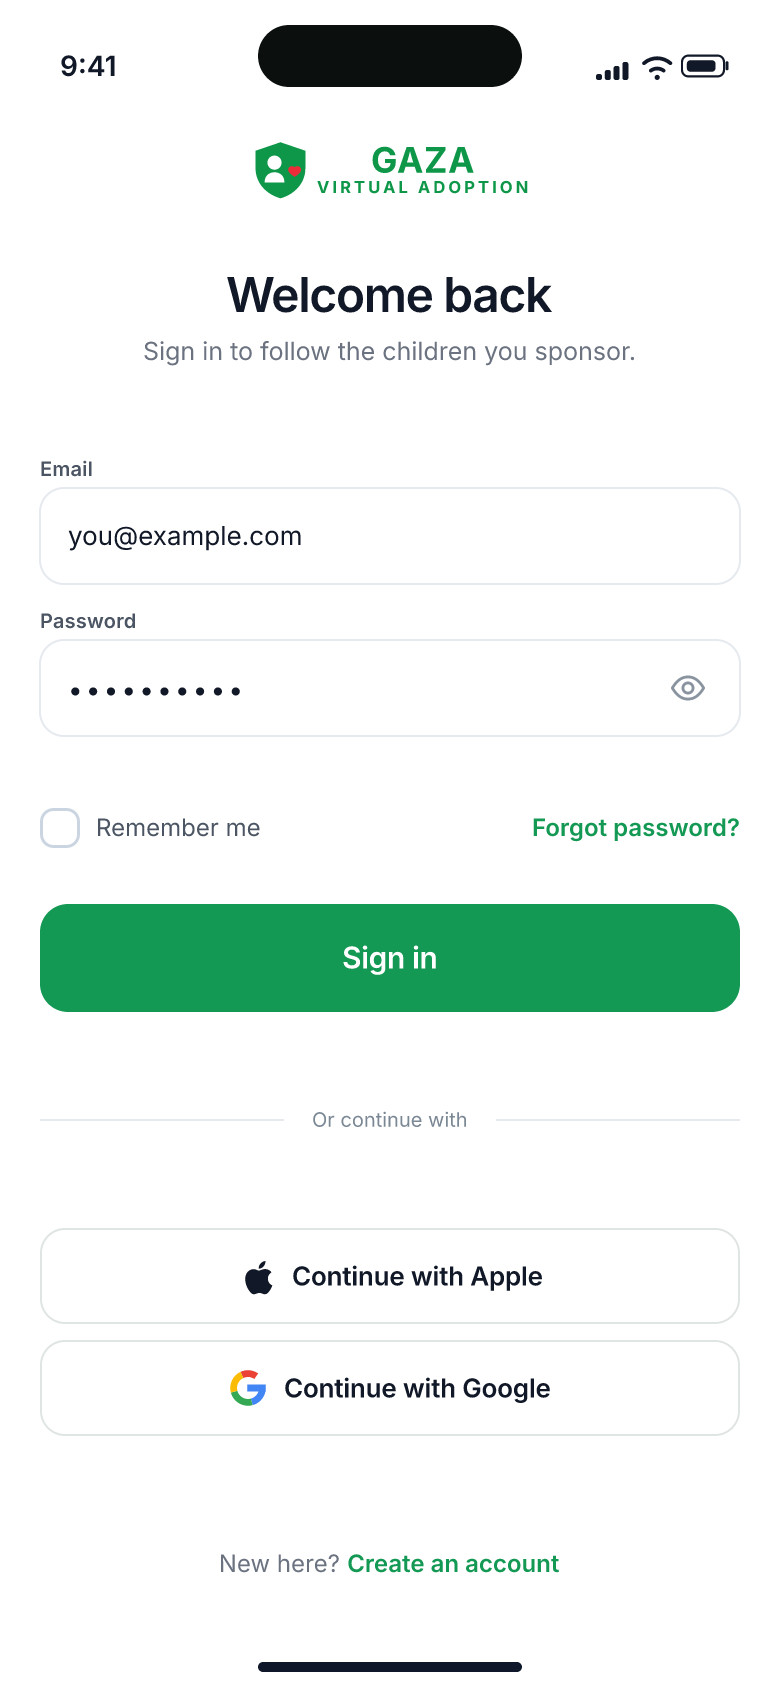 9:41
GAZA
VIRTUAL ADOPTION
Welcome back
Sign in to follow the children you sponsor.
Email
you@example.com
Password
••••••••••
Remember me
Forgot password?
Sign in
Or continue with
Continue with Apple
Continue with Google
New here? Create an account